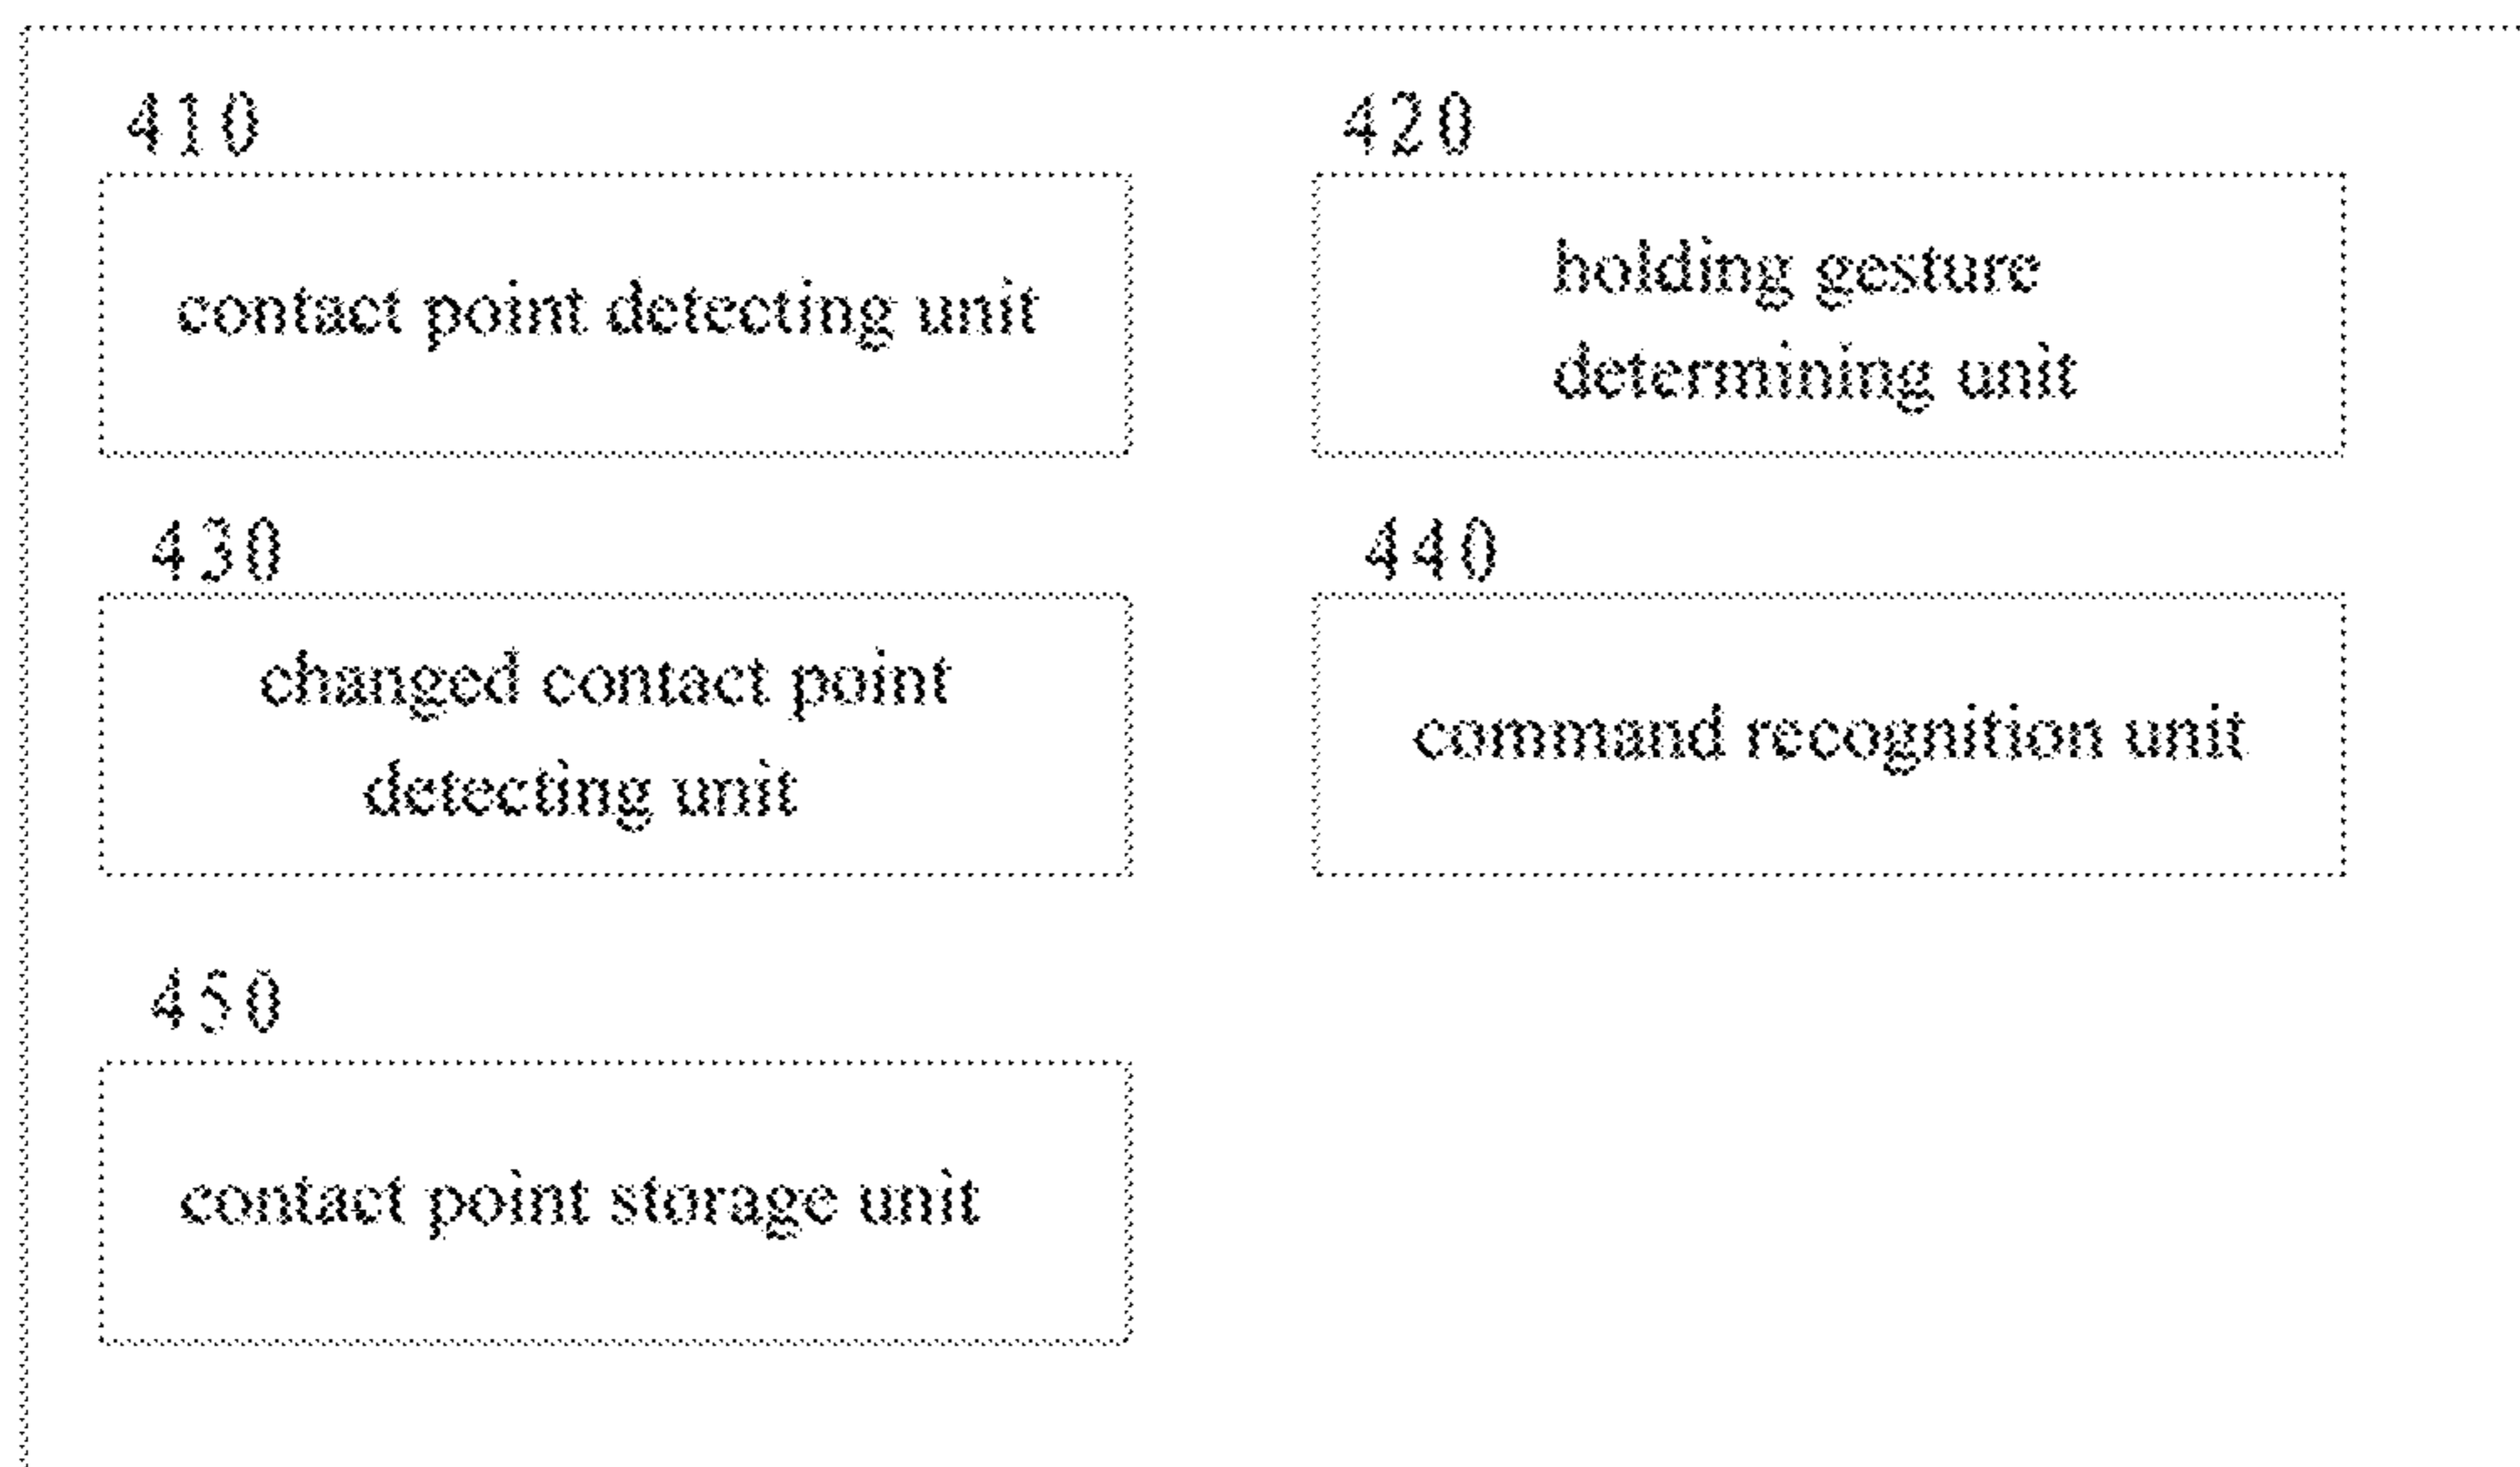 410
420
contact point detecting unit
holding gesture
determining unit
430
440
changed contact point
detecting unit
command recognition unit
450
contact point storage unit